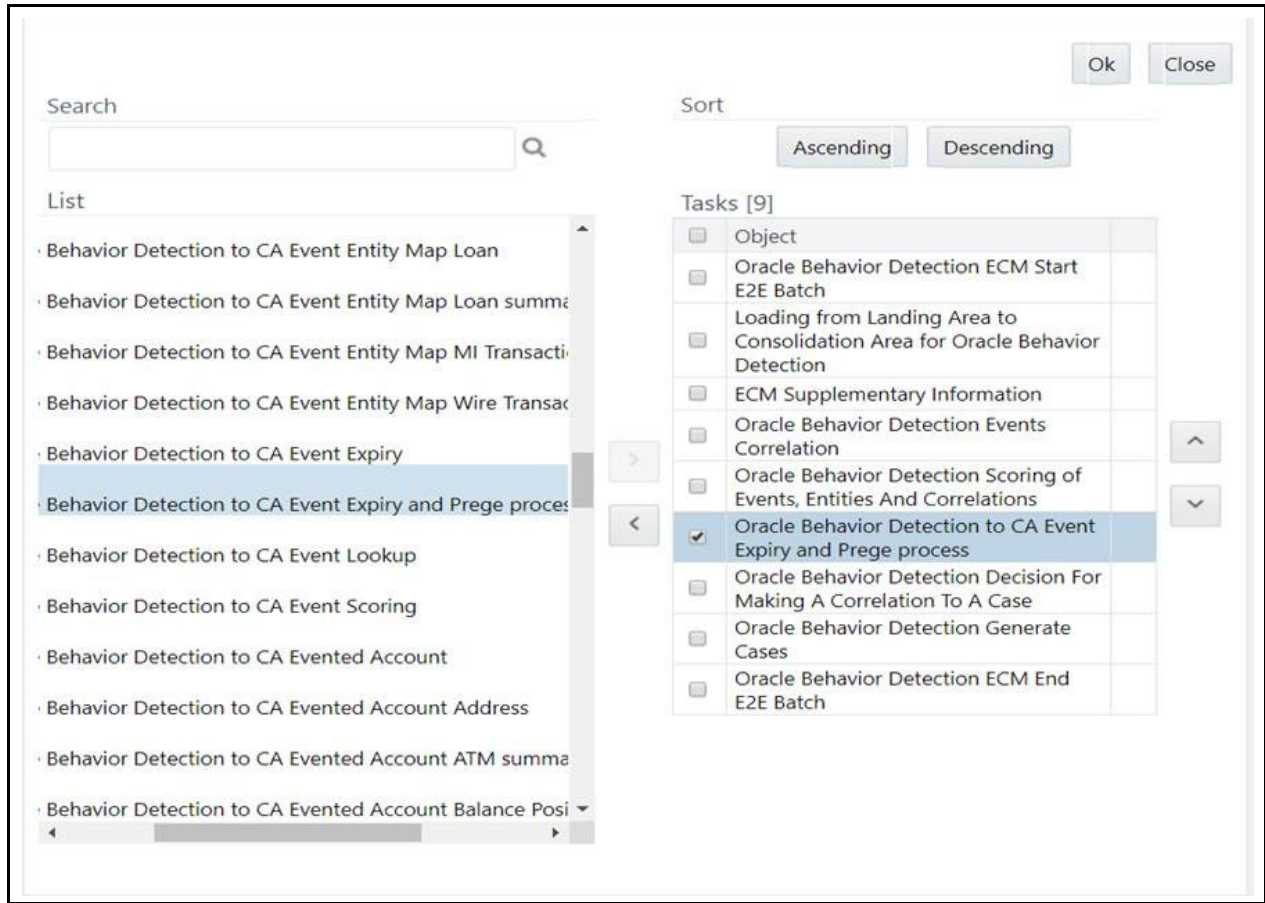 Ok Close
Search
Sort
Ascending Descending
List
Behavior Detection to CA Event Entity Map Loan
Behavior Detection to CA Event Entity Map Loan summa
Behavior Detection to CA Event Entity Map MI Transacti
Behavior Detection to CA Event Entity Map Wire Transac
Behavior Detection to CA Event Expiry
Behavior Detection to CA Event Expiry and Prege proces
Behavior Detection to CA Event Lookup
Behavior Detection to CA Event Scoring
Behavior Detection to CA Evented Account
Behavior Detection to CA Evented Account Address
Behavior Detection to CA Evented Account ATM summa
Behavior Detection to CA Evented Account Balance Posi
Tasks [9]
Object
Oracle Behavior Detection ECM Start
E2E Batch
Loading from Landing Area to
Consolidation Area for Oracle Behavior
Detection
ECM Supplementary Information
Oracle Behavior Detection Events
Correlation
Oracle Behavior Detection Scoring of
Events, Entities And Correlations
Oracle Behavior Detection to CA Event
Expiry and Prege process
Oracle Behavior Detection Decision For
Making A Correlation To A Case
Oracle Behavior Detection Generate
Cases
Oracle Behavior Detection ECM End
E2E Batch